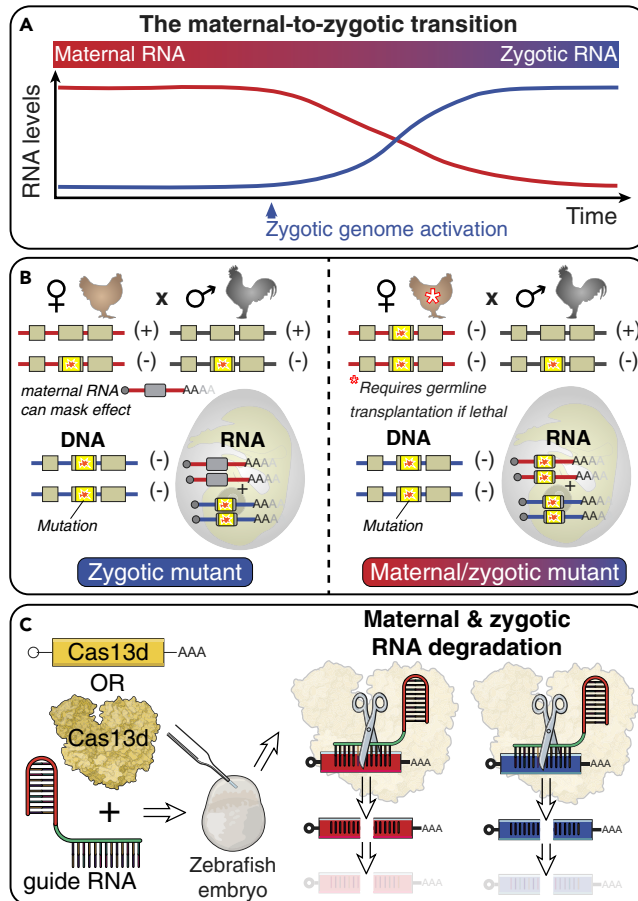 A
The maternal-to-zygotic transition
Maternal RNA
Zygotic RNA
RNA levels
Time
Zygotic genome activation
B
♀ x ♂
(+) (+)
(-) (-)
maternal RNA
can mask effect
AAAA
DNA
RNA
(-)
AAAA
AAAA
+
(-)
AAAA
AAAA
Mutation
Zygotic mutant
♀ x ♂
(-) (+)
(-) (-)
*Requires germline
transplantation if lethal
DNA
RNA
(-)
AAAA
AAAA
+
(-)
AAAA
AAAA
Mutation
Maternal/zygotic mutant
C
Cas13d
AAA
OR
Cas13d
+
guide RNA
Zebrafish
embryo
Maternal & zygotic
RNA degradation
AAA
AAA
AAA
AAA